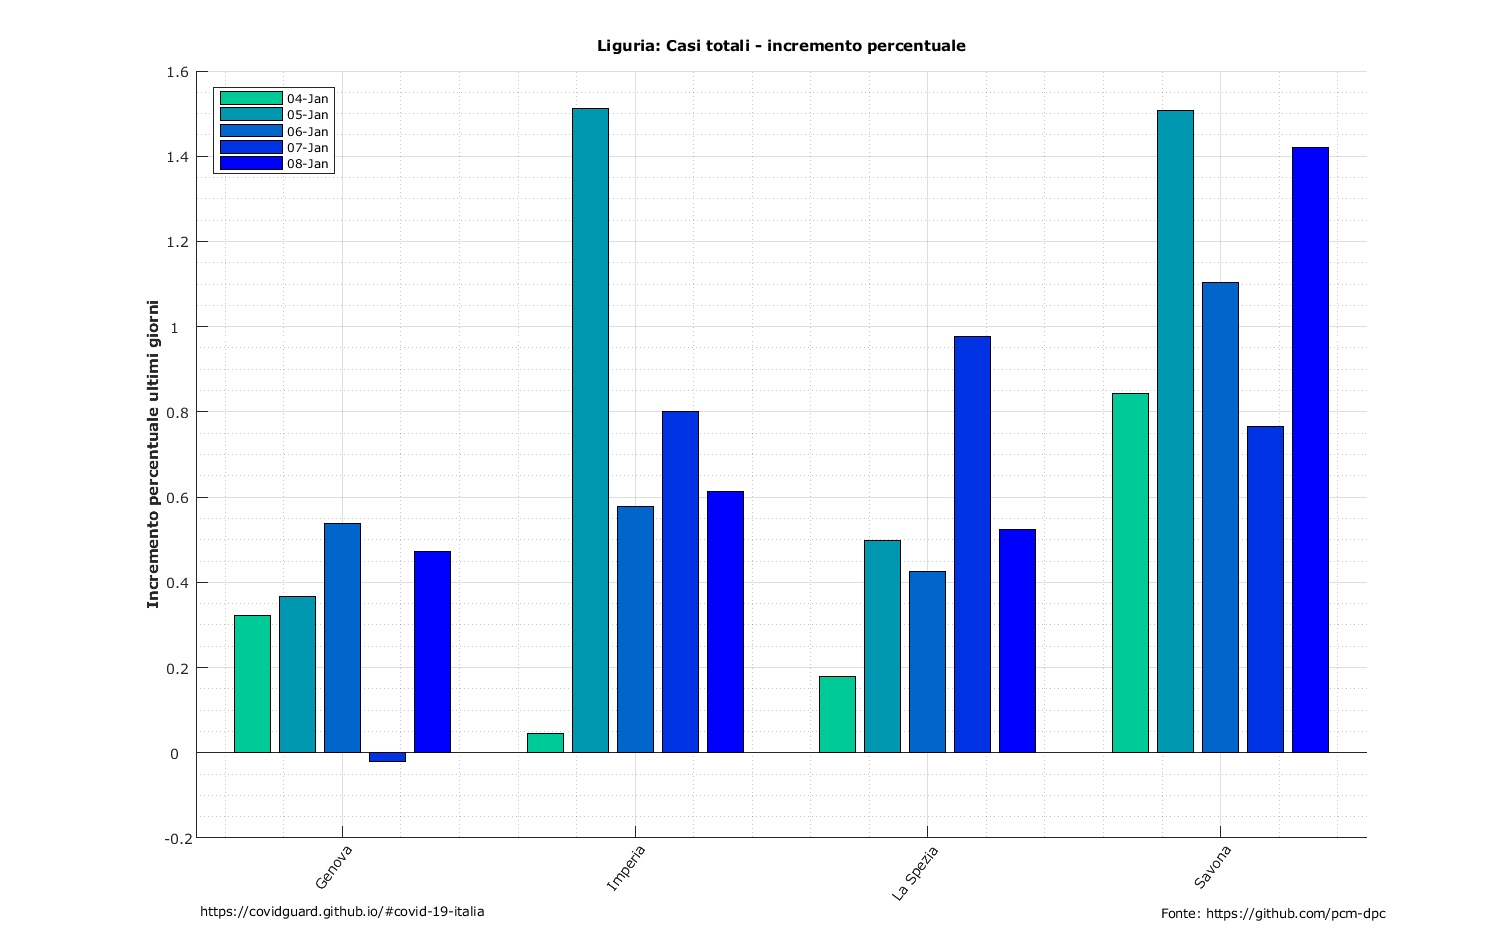 Liguria: Casi totali - incremento percentuale
1.6
1.4
1.2
1
0.8
0.6
0.4
0.2
0
-0.2
04-Jan
05-Jan
06-Jan
07-Jan
08-Jan
Incremento percentuale ultimi giorni
Genova
Imperia
La Spezia
Savona
https://covidguard.github.io/#covid-19-italia
Fonte: https://github.com/pcm-dpc